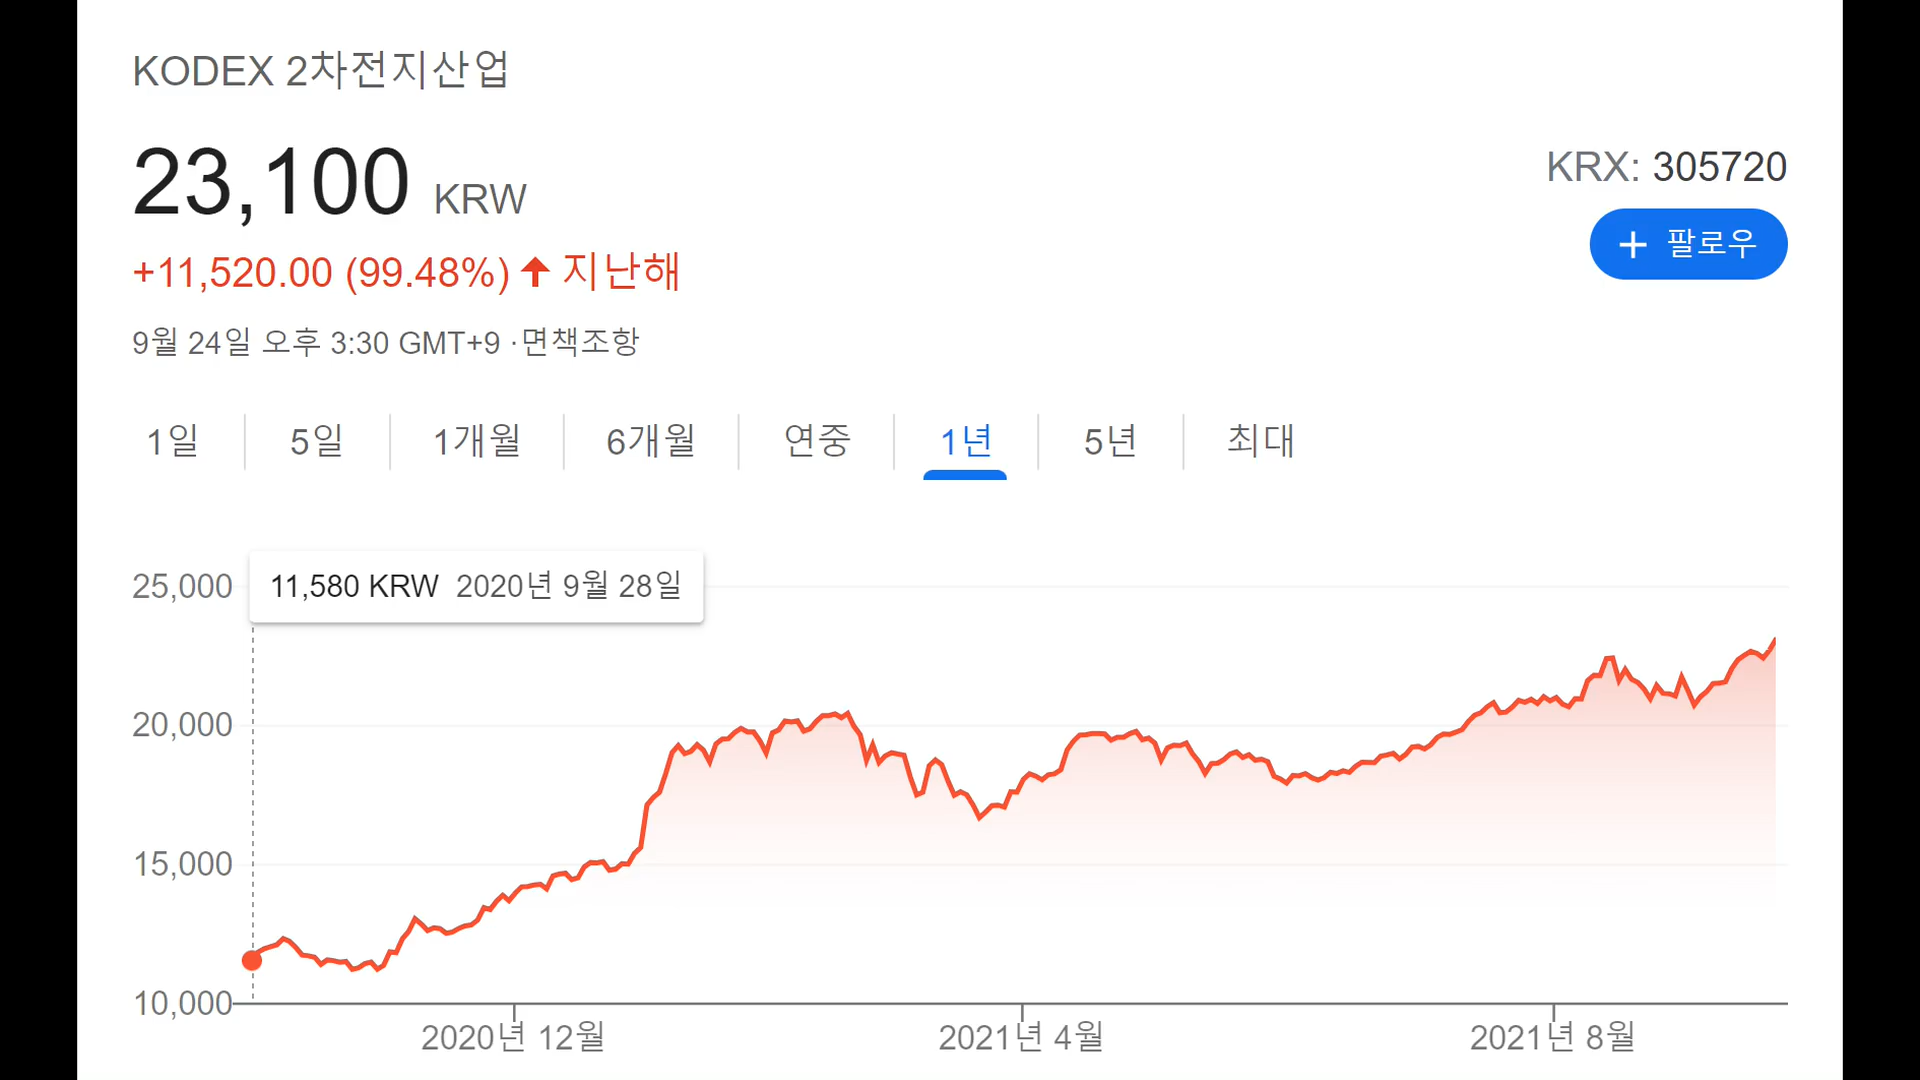 KODEX 2차전지산업
23,100 KRW
KRX: 305720
+11,520.00 (99.48%) 지난해
+ 팔로우
9월 24일 오후 3:30 GMT+9 ·면책조항
1일 5일 1개월 6개월 연중 1년 5년 최대
11,580 KRW 2020년 9월 28일
25,000
20,000
15,000
10,000
2020년 12월 2021년 4월 2021년 8월